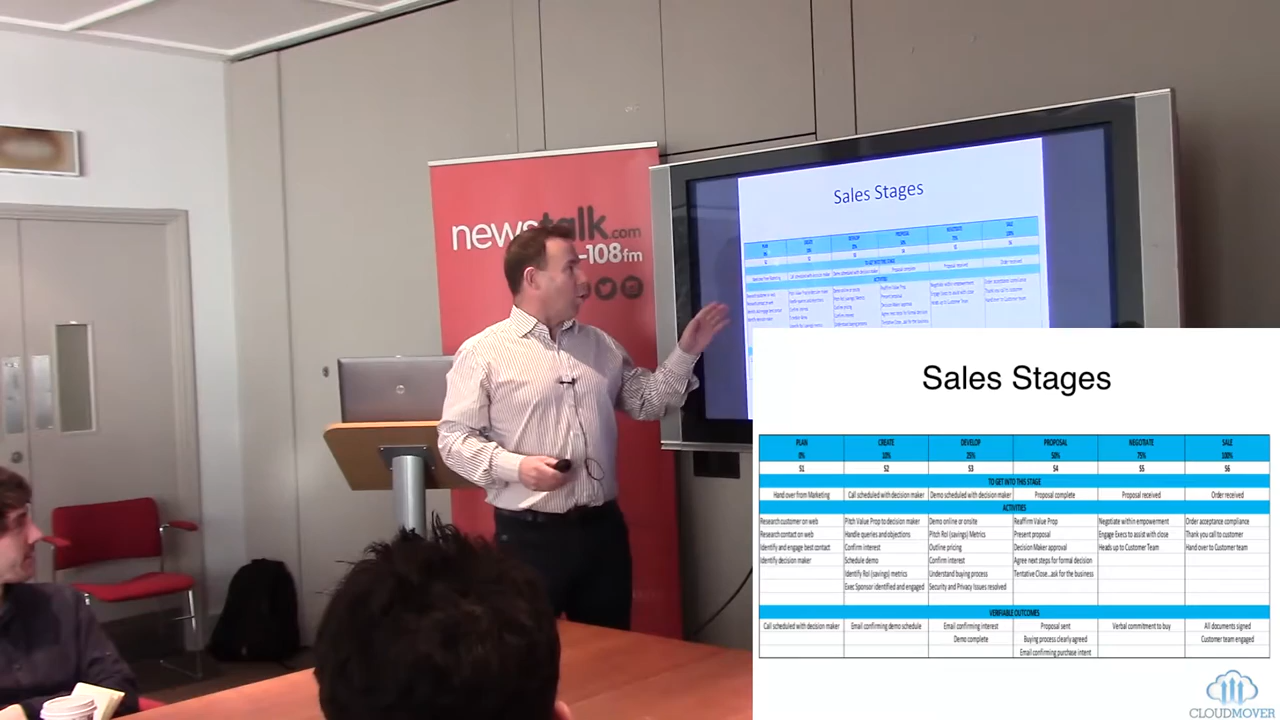 newstalk.com
-108fm
Sales Stages
Sales Stages
PLAN CREATE DEVELOP PROPOSAL NEGOTIATE SALE
0% 10% 25% 50% 75% 100%
S1 S2 S3 S4 S5 S6
TO GET INTO THIS STAGE
Hand over from Marketing Call scheduled with decision maker Demo scheduled with decision maker Proposal complete Proposal received Order received
ACTIVITIES
Research customer on web Pitch Value Prop to decision maker Demo online or onsite Reaffirm Value Prop Negotiate within empowerment Order acceptance compliance
Research contact on web Handle queries and objections Pitch RoI (savings) Metrics Present proposal Engage Execs to assist with close Thank you call to customer
Identify and engage best contact Confirm interest Outline pricing Decision Maker approval Heads up to Customer Team Hand over to Customer team
Identify decision maker Schedule demo Confirm interest Agree next steps for formal decision
Identify RoI (savings) metrics Understand buying process Tentative Close...ask for the business
Exec Sponsor identified and engaged Security and Privacy Issues resolved
VERIFIABLE OUTCOMES
Call scheduled with decision maker Email confirming demo schedule Email confirming interest Proposal sent Verbal commitment to buy All documents signed
Demo complete Buying process clearly agreed Customer team engaged
Email confirming purchase intent
CLOUDMOVER